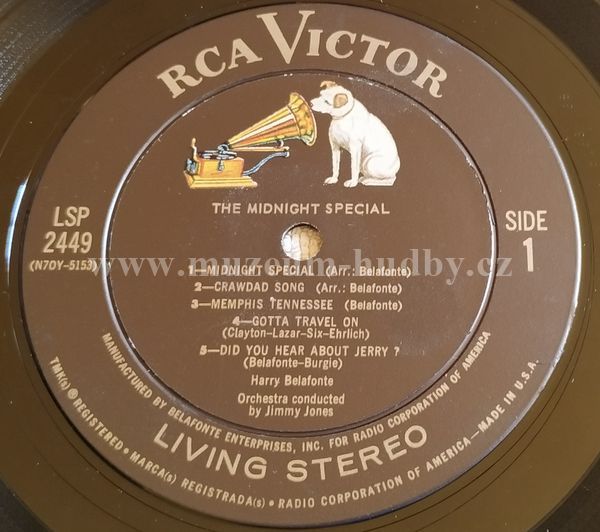 RCA VICTOR
THE MIDNIGHT SPECIAL
LSP
2449
(N7OY-5153)
SIDE
1
www.muzeum-hudby.cz
1—MIDNIGHT SPECIAL (Arr.: Belafonte)
2—CRAWDAD SONG (Arr.: Belafonte)
3—MEMPHIS TENNESSEE (Belafonte)
4—GOTTA TRAVEL ON
(Clayton-Lazar-Six-Ehrlich)
5—DID YOU HEAR ABOUT JERRY ?
(Belafonte-Burgie)
Harry Belafonte
Orchestra conducted
by Jimmy Jones
MANUFACTURED BY BELAFONTE ENTERPRISES, INC. FOR RADIO CORPORATION OF AMERICA
LIVING STEREO
TMK(s) ® REGISTERED • MARCA(s) REGISTRADA(s) • RADIO CORPORATION OF AMERICA—MADE IN U.S.A.